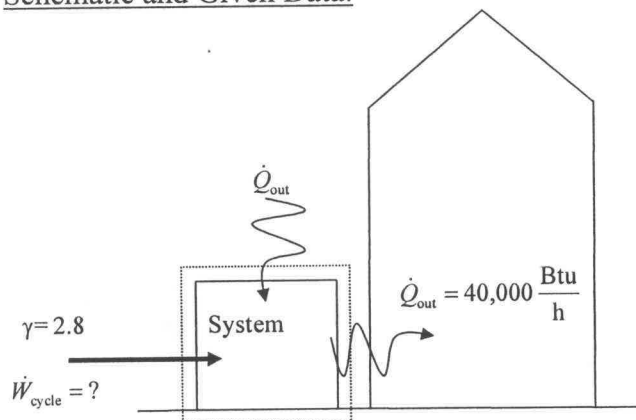 Schematic and Given Data:
Q̇out
Q̇out = 40,000 Btu/h
γ=2.8
System
Ẇcycle = ?